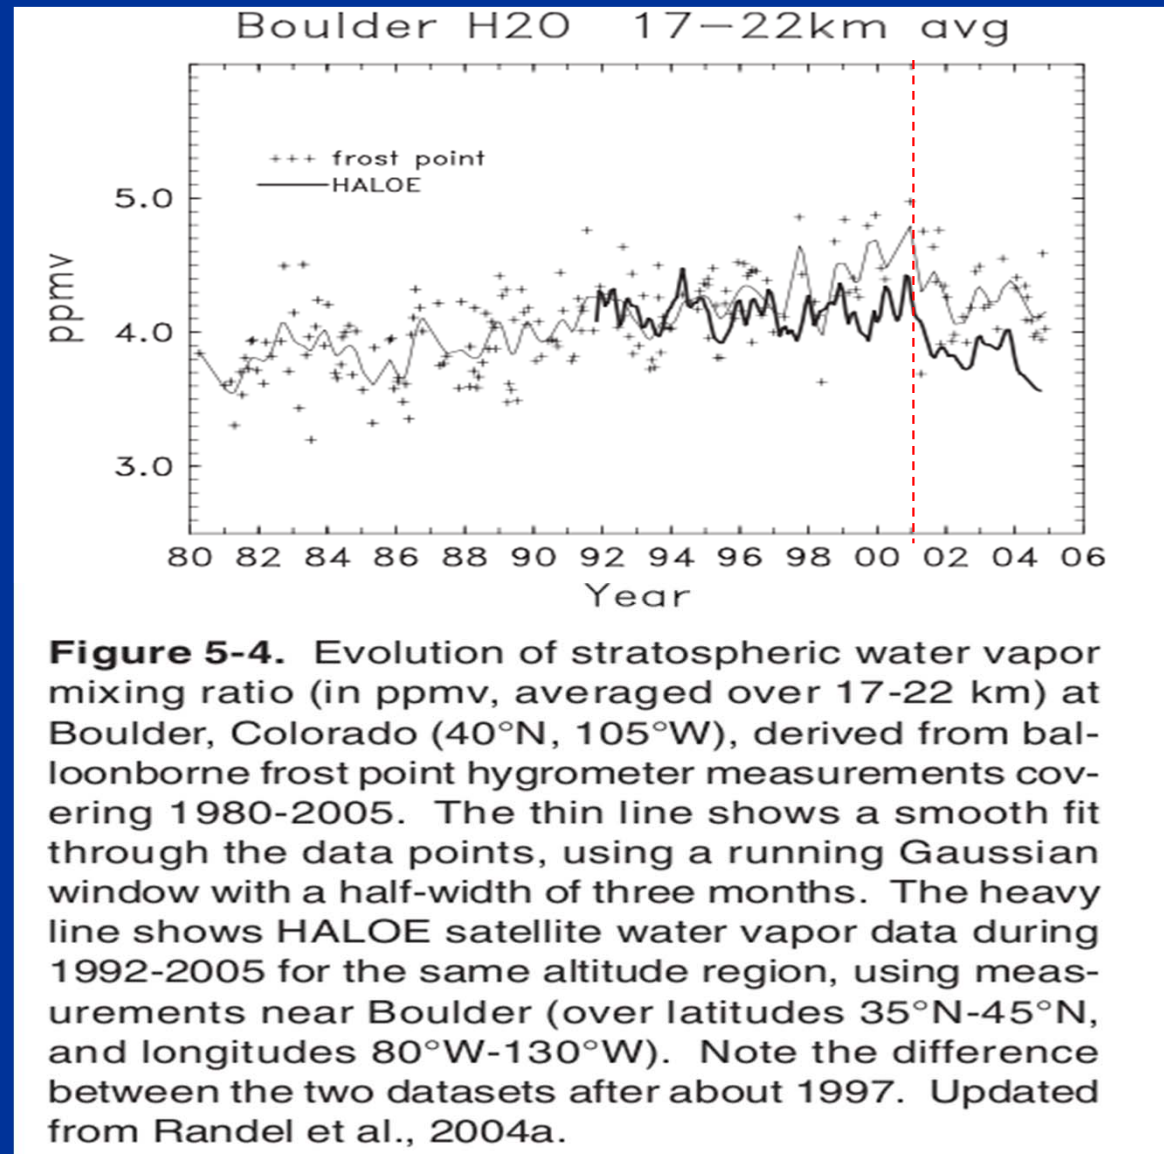 Boulder H2O 17−22km avg
+++ frost point
HALOE
5.0
4.0
3.0
ppmv
80 82 84 86 88 90 92 94 96 98 00 02 04 06
Year
Figure 5-4. Evolution of stratospheric water vapor
mixing ratio (in ppmv, averaged over 17-22 km) at
Boulder, Colorado (40°N, 105°W), derived from bal-
loonborne frost point hygrometer measurements cov-
ering 1980-2005. The thin line shows a smooth fit
through the data points, using a running Gaussian
window with a half-width of three months. The heavy
line shows HALOE satellite water vapor data during
1992-2005 for the same altitude region, using meas-
urements near Boulder (over latitudes 35°N-45°N,
and longitudes 80°W-130°W). Note the difference
between the two datasets after about 1997. Updated
from Randel et al., 2004a.